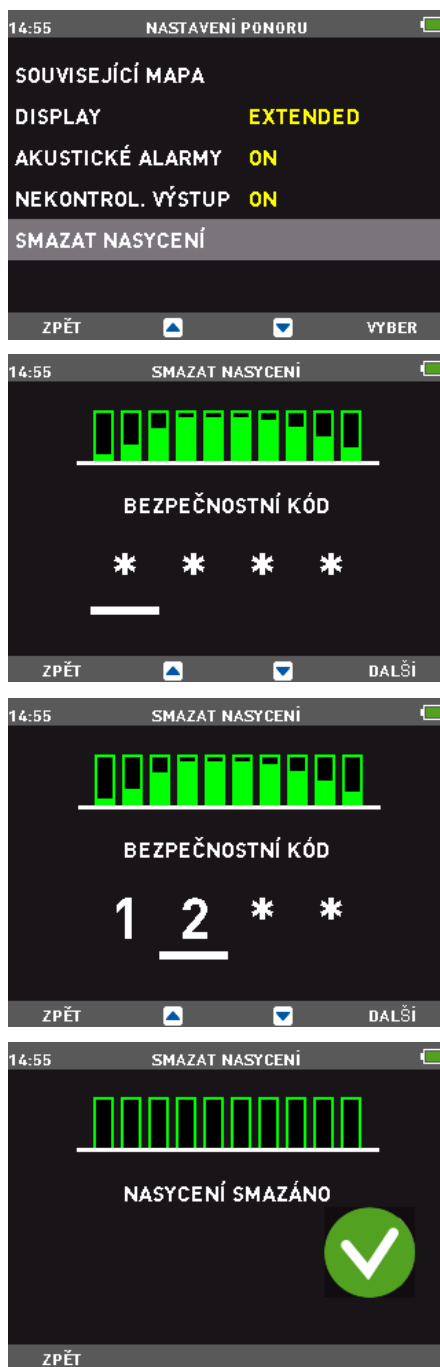 14:55 NASTAVENÍ PONORU
SOUVISEJÍCÍ MAPA
DISPLAY EXTENDED
AKUSTICKÉ ALARMY ON
NEKONTROL. VÝSTUP ON
SMAZAT NASYCENÍ
ZPĚT VYBER
14:55 SMAZAT NASYCENÍ
BEZPEČNOSTNÍ KÓD
* * * *
ZPĚT DALŠÍ
14:55 SMAZAT NASYCENÍ
BEZPEČNOSTNÍ KÓD
1 2 * *
ZPĚT DALŠÍ
14:55 SMAZAT NASYCENÍ
NASYCENÍ SMAZÁNO
ZPĚT